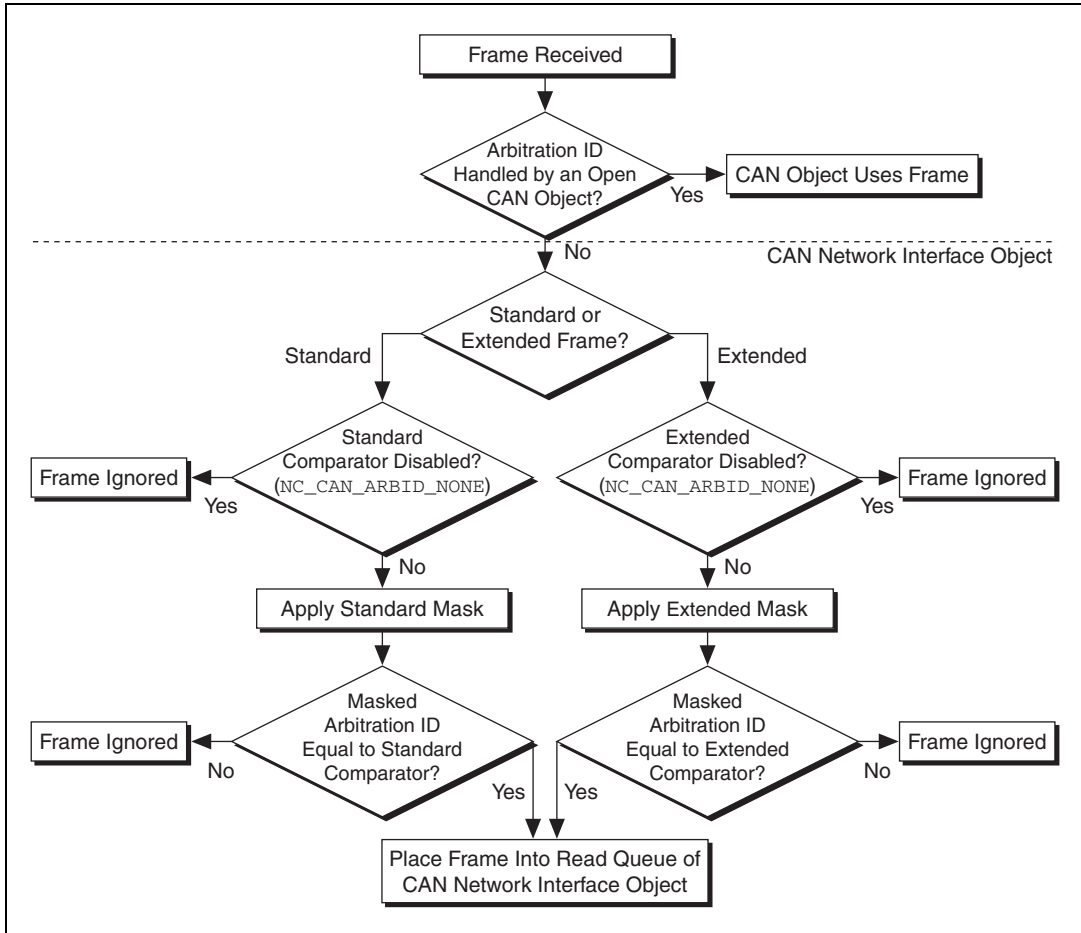 Frame Received
Arbitration ID
Handled by an Open
CAN Object?
Yes
CAN Object Uses Frame
No
CAN Network Interface Object
Standard or
Extended Frame?
Standard
Extended
Standard
Comparator Disabled?
(NC_CAN_ARBID_NONE)
Frame Ignored
Yes
Extended
Comparator Disabled?
(NC_CAN_ARBID_NONE)
Frame Ignored
Yes
No
No
Apply Standard Mask
Apply Extended Mask
Masked
Arbitration ID
Equal to Standard
Comparator?
Frame Ignored
No
Yes
Masked
Arbitration ID
Equal to Extended
Comparator?
Frame Ignored
No
Yes
Place Frame Into Read Queue of
CAN Network Interface Object